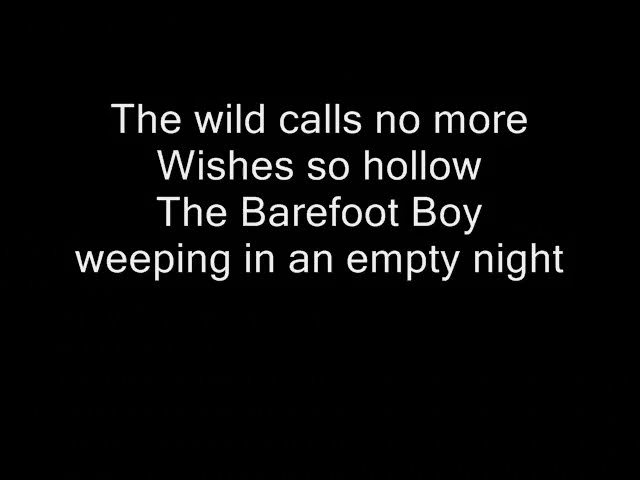 The wild calls no more
Wishes so hollow
The Barefoot Boy
weeping in an empty night